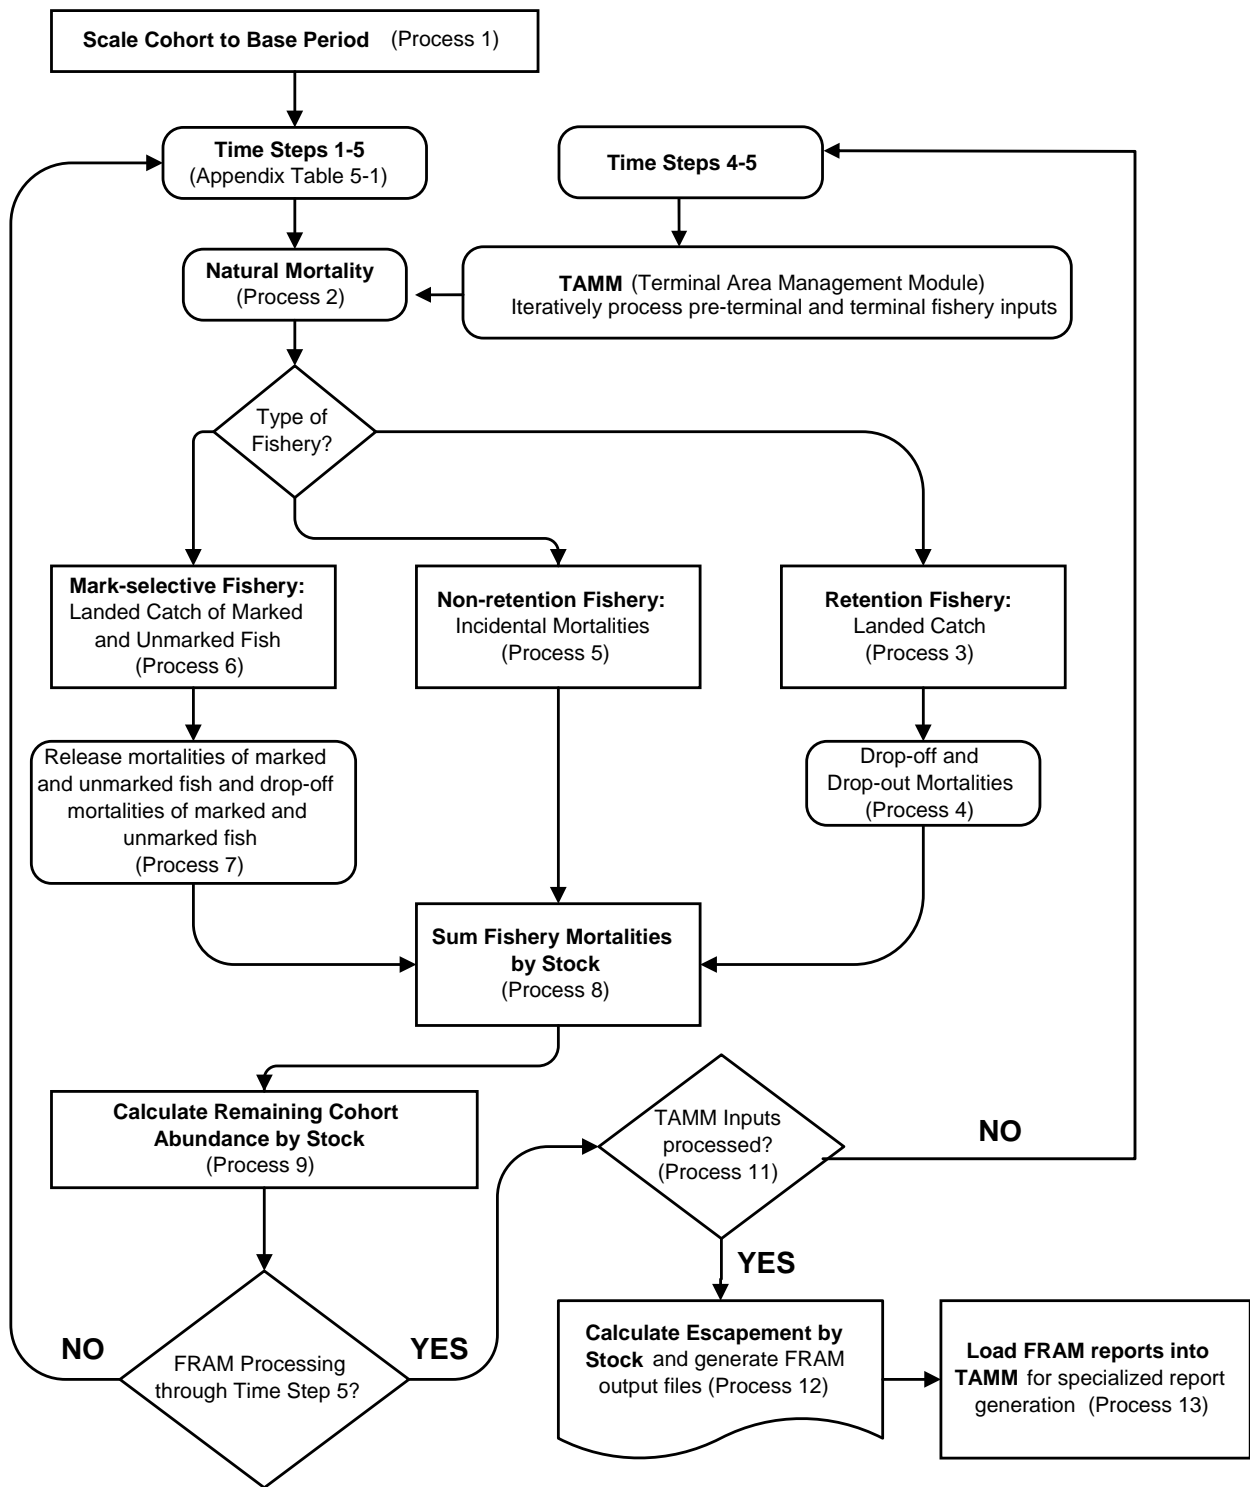 Scale Cohort to Base Period (Process 1)
Time Steps 1-5
(Appendix Table 5-1)
Time Steps 4-5
Natural Mortality
(Process 2)
TAMM (Terminal Area Management Module)
Iteratively process pre-terminal and terminal fishery inputs
Type of
Fishery?
Mark-selective Fishery:
Landed Catch of Marked
and Unmarked Fish
(Process 6)
Non-retention Fishery:
Incidental Mortalities
(Process 5)
Retention Fishery:
Landed Catch
(Process 3)
Release mortalities of marked
and unmarked fish and drop-off
mortalities of marked and
unmarked fish
(Process 7)
Drop-off and
Drop-out Mortalities
(Process 4)
Sum Fishery Mortalities
by Stock
(Process 8)
Calculate Remaining Cohort
Abundance by Stock
(Process 9)
TAMM Inputs
processed?
(Process 11)
NO
YES
FRAM Processing
through Time Step 5?
NO
YES
Calculate Escapement by
Stock and generate FRAM
output files (Process 12)
Load FRAM reports into
TAMM for specialized report
generation (Process 13)